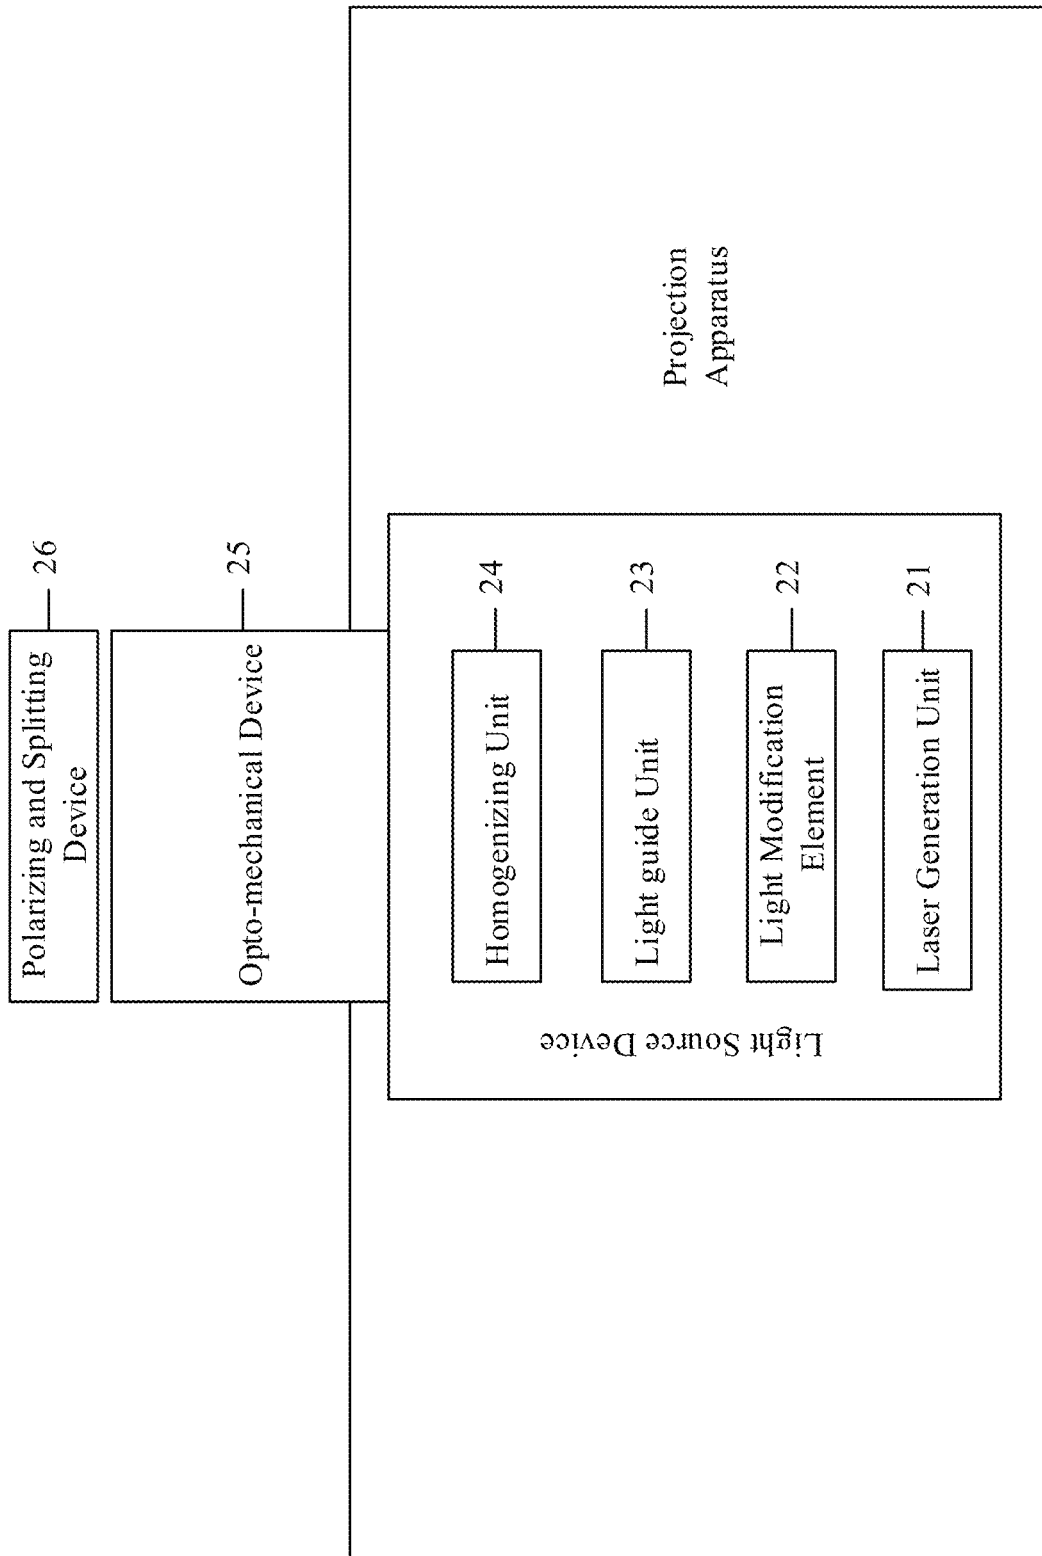 Polarizing and Splitting
Device
26
Opto-mechanical Device
25
Homogenizing Unit
24
Light guide Unit
23
Light Modification
Element
22
Laser Generation Unit
21
Light Source Device
Projection
Apparatus